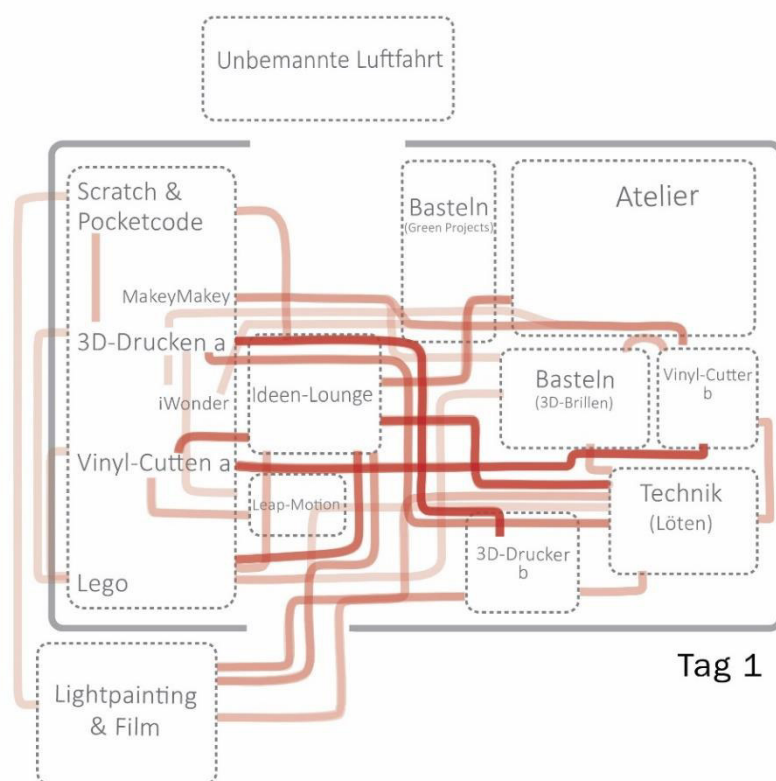 Unbemannte Luftfahrt
Scratch &
Pocketcode
MakeyMakey
3D-Drucken a
iWonder
Vinyl-Cutten a
Lego
Ideen-Lounge
Leap-Motion
Basteln
(Green Projects)
Atelier
Basteln
(3D-Brillen)
Vinyl-Cutter
b
Technik
(Löten)
3D-Drucker
b
Lightpainting
& Film
Tag 1